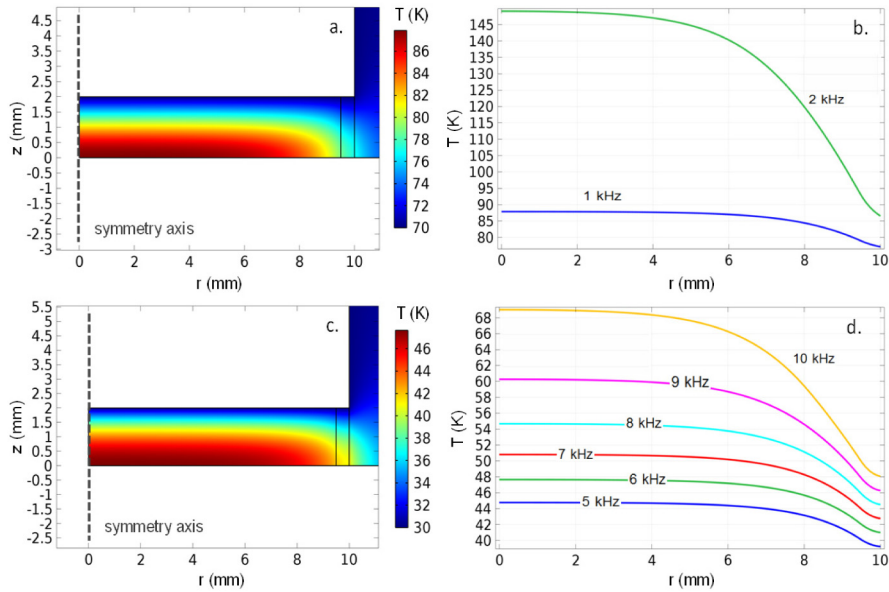 a.
T (K)
4.5
4
3.5
3
2.5
2
1.5
1
0.5
0
-0.5
-1
-1.5
-2
-2.5
-3
z (mm)
symmetry axis
0 2 4 6 8 10
r (mm)
86
84
82
80
78
76
74
72
70
b.
145
140
135
130
125
120
115
110
105
100
95
90
85
80
T (K)
2 kHz
1 kHz
0 2 4 6 8 10
r (mm)
c.
T (K)
5.5
5
4.5
4
3.5
3
2.5
2
1.5
1
0.5
0
-0.5
-1
-1.5
-2
-2.5
z (mm)
symmetry axis
0 2 4 6 8 10
r (mm)
46
44
42
40
38
36
34
32
30
d.
68
66
64
62
60
58
56
54
52
50
48
46
44
42
40
T (K)
10 kHz
9 kHz
8 kHz
7 kHz
6 kHz
5 kHz
0 2 4 6 8 10
r (mm)